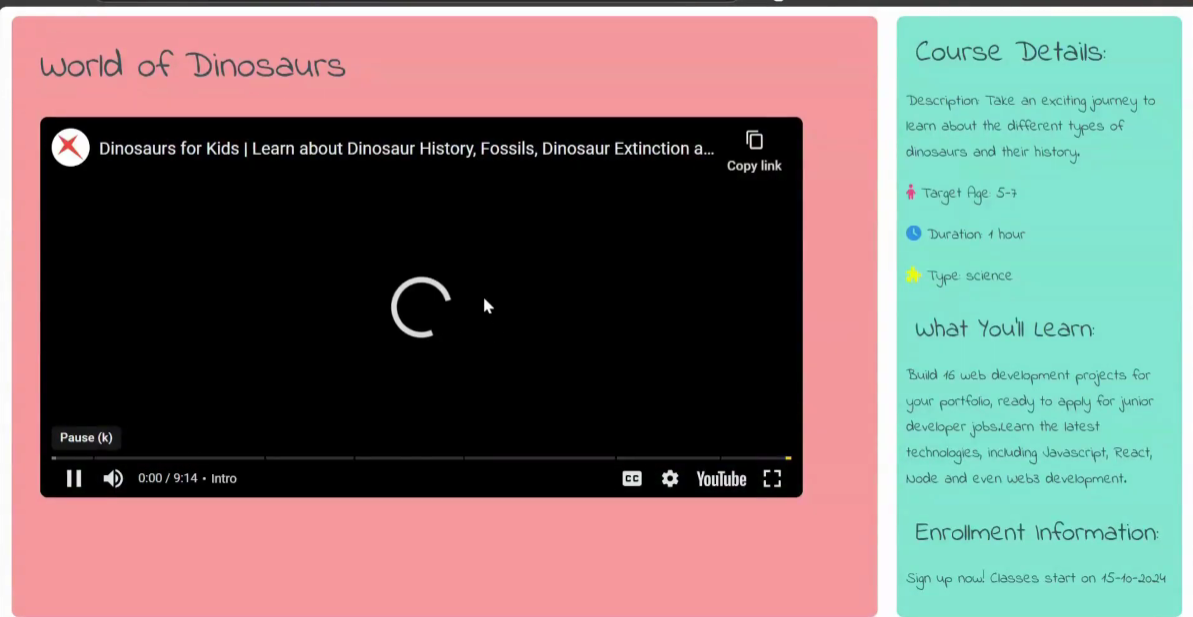 World of Dinosaurs
Dinosaurs for Kids | Learn about Dinosaur History, Fossils, Dinosaur Extinction a...
Copy link
Pause (k)
0:00 / 9:14 • Intro
CC
YouTube
Course Details:
Description: Take an exciting journey to
learn about the different types of
dinosaurs and their history.
Target Age: 5-7
Duration: 1 hour
Type: science
What You'll Learn:
Build 16 web development projects for
your portfolio, ready to apply for junior
developer jobs.Learn the latest
technologies, including Javascript, React,
Node and even Web3 development.
Enrollment Information:
Sign up now! Classes start on 15-10-2024